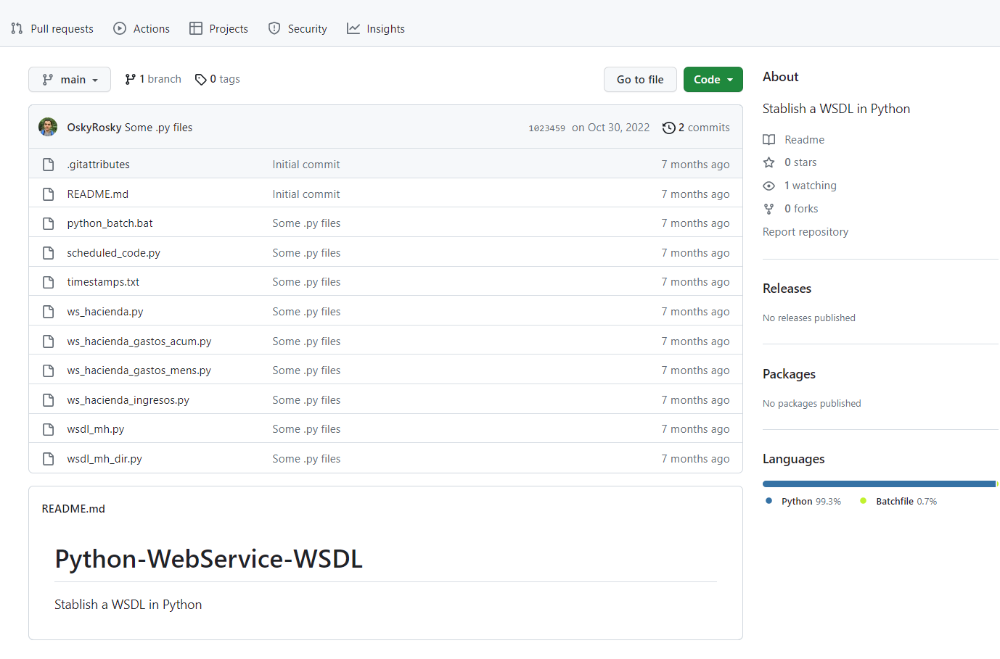 Pull requests Actions Projects Security Insights
main 1 branch 0 tags Go to file Code
OskyRosky Some .py files 1023459 on Oct 30, 2022 2 commits
.gitattributes Initial commit 7 months ago
README.md Initial commit 7 months ago
python_batch.bat Some .py files 7 months ago
scheduled_code.py Some .py files 7 months ago
timestamps.txt Some .py files 7 months ago
ws_hacienda.py Some .py files 7 months ago
ws_hacienda_gastos_acum.py Some .py files 7 months ago
ws_hacienda_gastos_mens.py Some .py files 7 months ago
ws_hacienda_ingresos.py Some .py files 7 months ago
wsdl_mh.py Some .py files 7 months ago
wsdl_mh_dir.py Some .py files 7 months ago
README.md
Python-WebService-WSDL
Stablish a WSDL in Python
About
Stablish a WSDL in Python
Readme
0 stars
1 watching
0 forks
Report repository
Releases
No releases published
Packages
No packages published
Languages
Python 99.3% Batchfile 0.7%